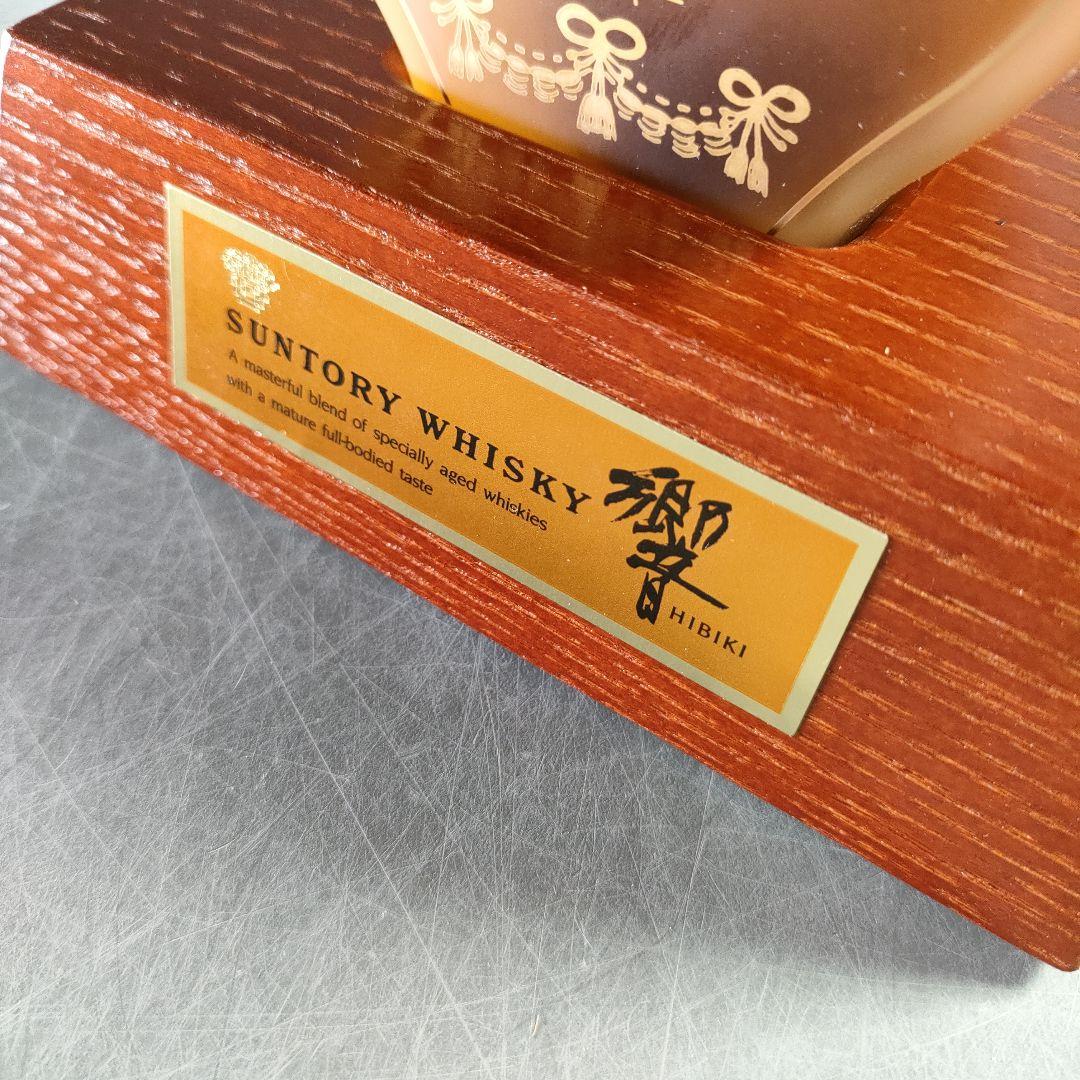 SUNTORY WHISKY
A masterful blend of specially aged whiskies
with a mature full-bodied taste
響
HIBIKI